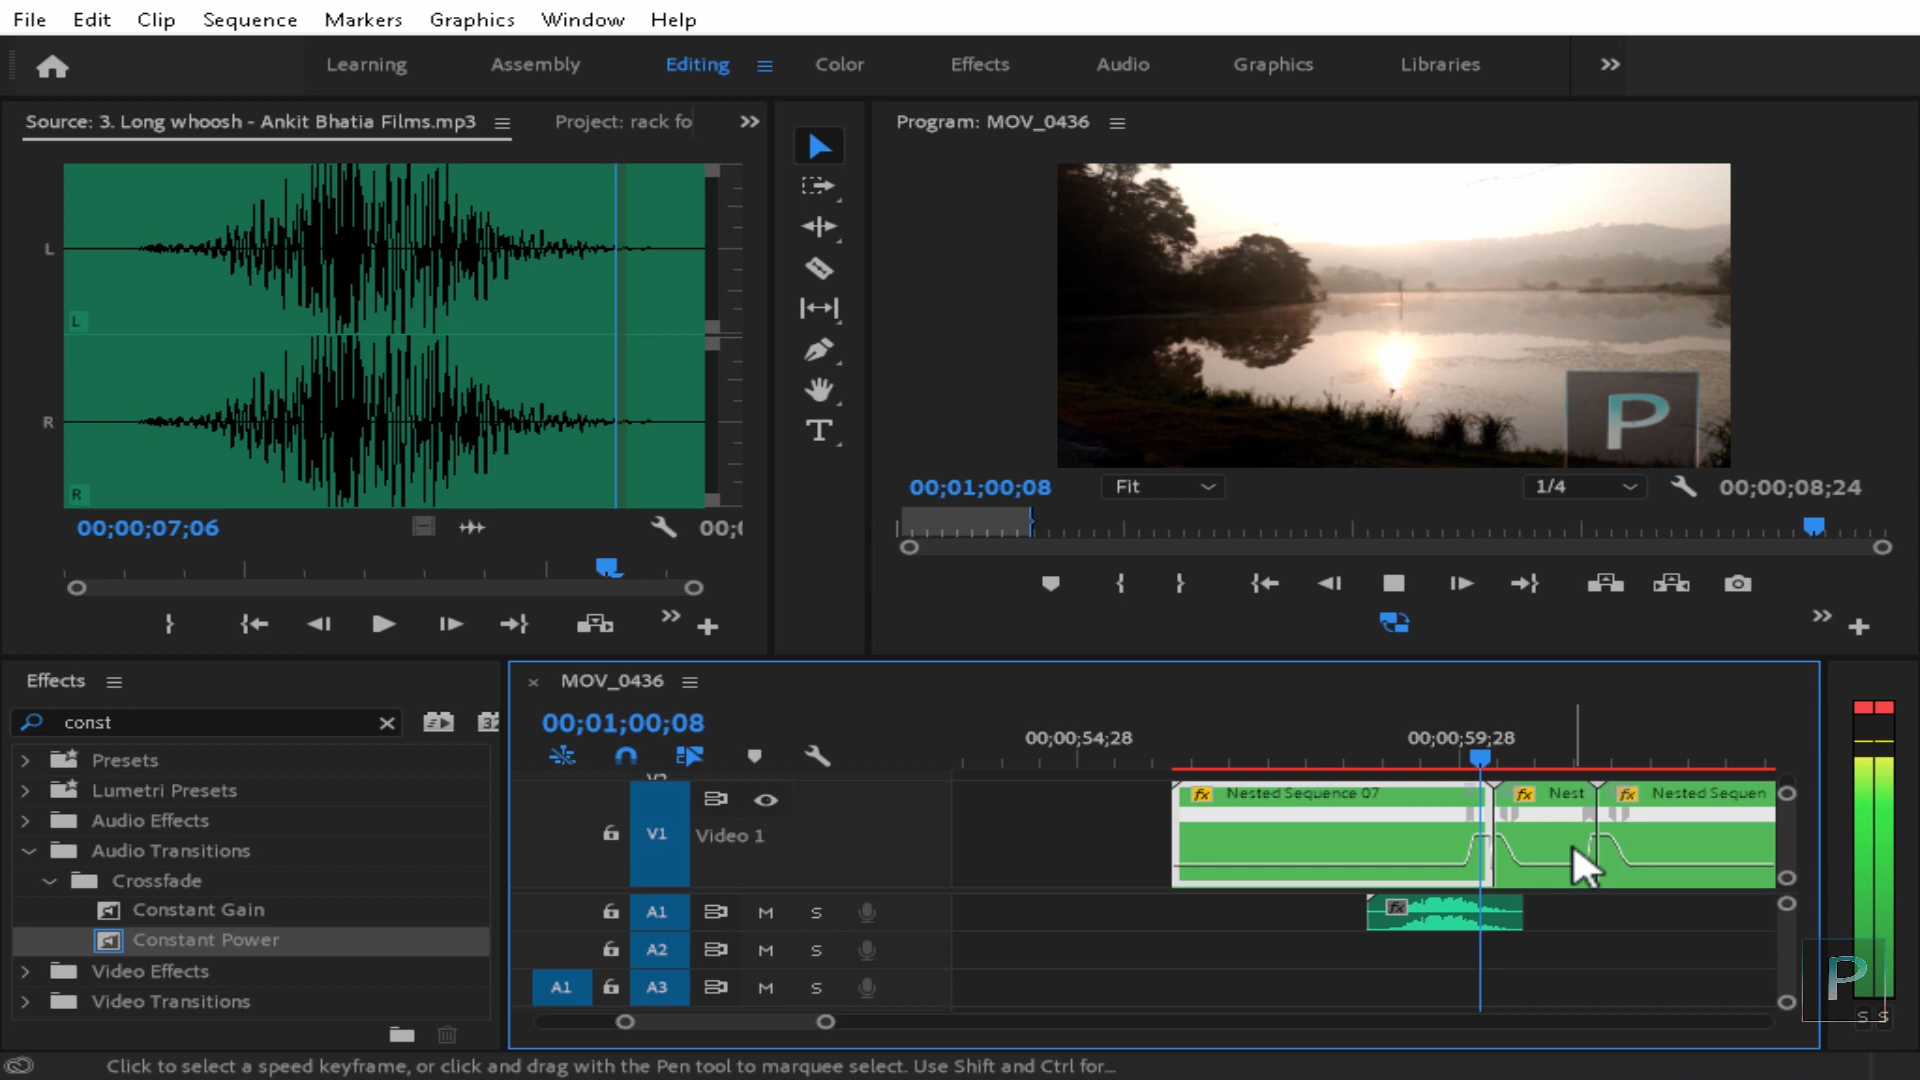 File Edit Clip Sequence Markers Graphics Window Help
Learning Assembly Editing Color Effects Audio Graphics Libraries
Source: 3. Long whoosh - Ankit Bhatia Films.mp3 Project: rack fo
Program: MOV_0436
L
L
R
R
00;00;07;06 00;
00;01;00;08 Fit 1/4 00;00;08;24
P
Effects
const
Presets
Lumetri Presets
Audio Effects
Audio Transitions
Crossfade
Constant Gain
Constant Power
Video Effects
Video Transitions
MOV_0436
00;01;00;08
00;00;54;28 00;00;59;28
V1 Video 1
fx Nested Sequence 07 fx Nest fx Nested Sequen
A1 M S fx
A2 M S
A1 A3 M S
P
S S
Click to select a speed keyframe, or click and drag with the Pen tool to marquee select. Use Shift and Ctrl for...